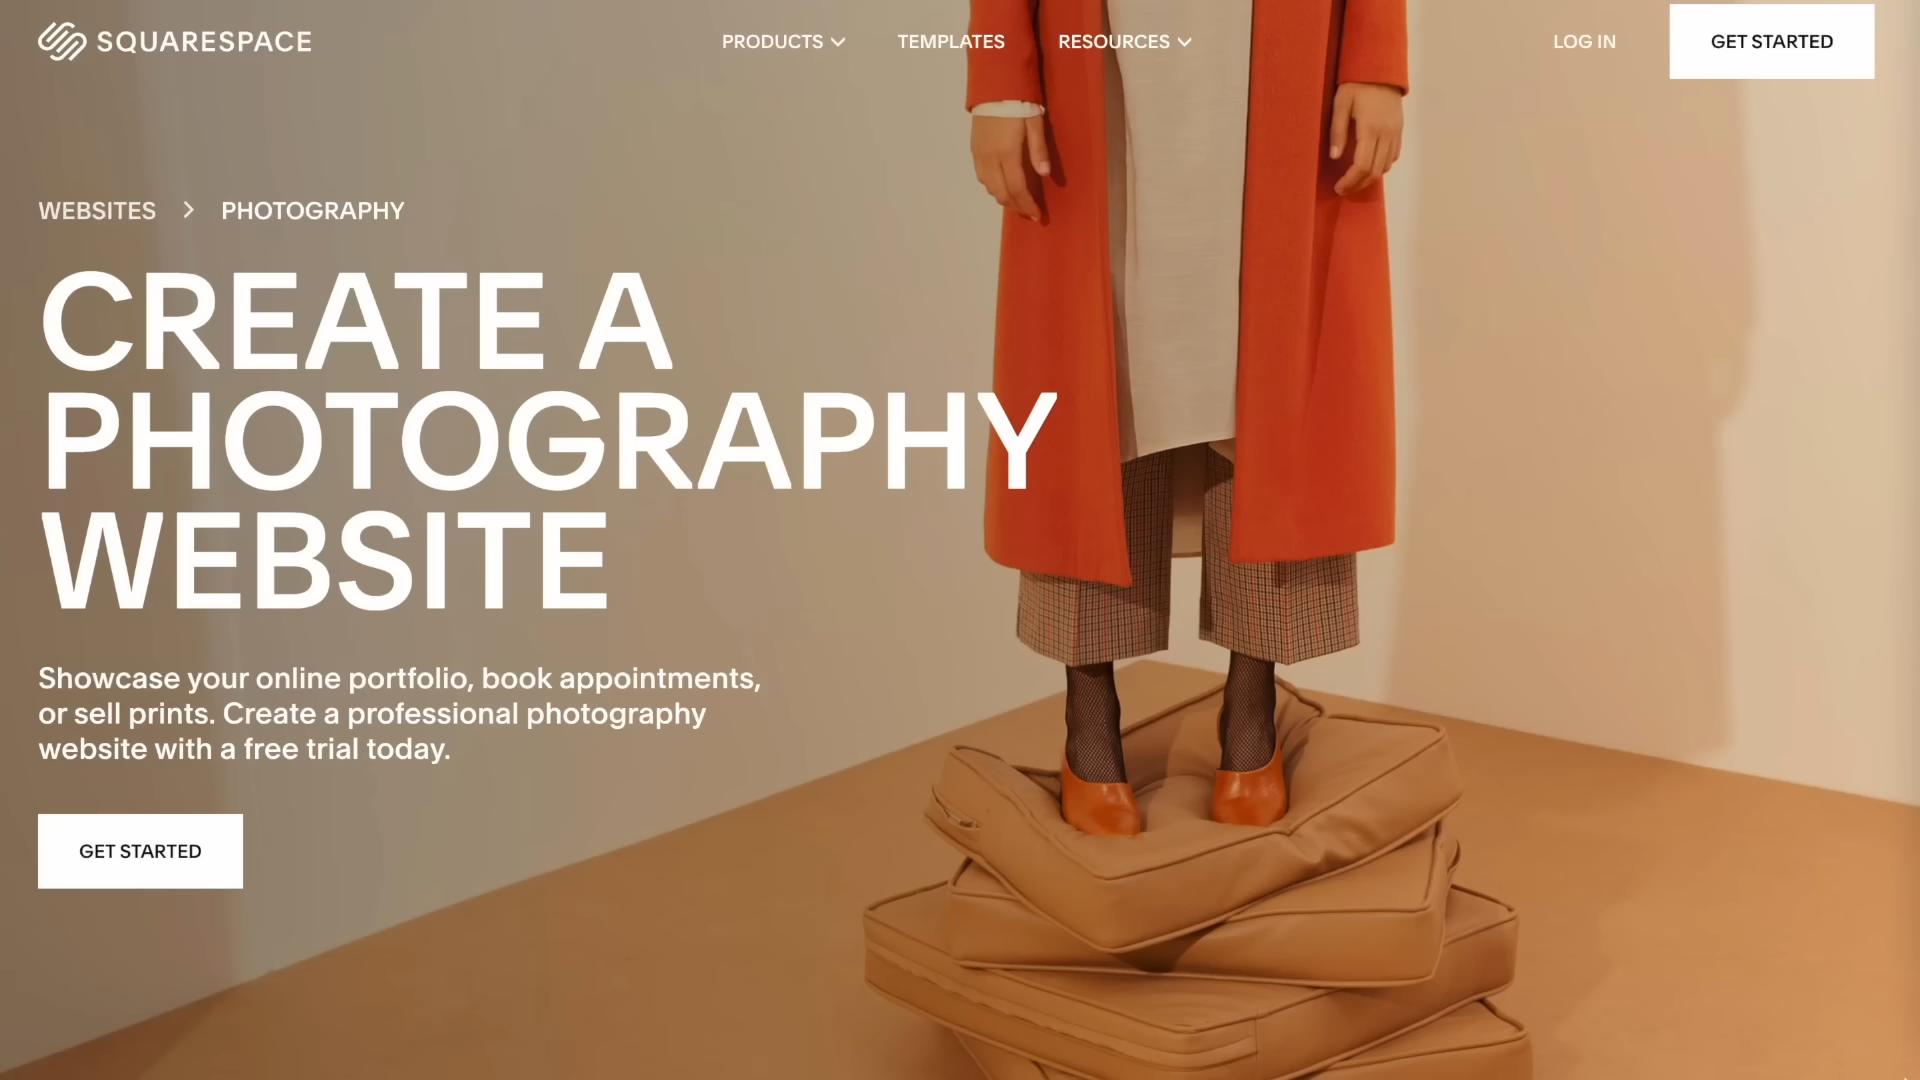 SQUARESPACE
PRODUCTS
TEMPLATES
RESOURCES
LOG IN
GET STARTED
WEBSITES > PHOTOGRAPHY
CREATE A
PHOTOGRAPHY
WEBSITE
Showcase your online portfolio, book appointments,
or sell prints. Create a professional photography
website with a free trial today.
GET STARTED